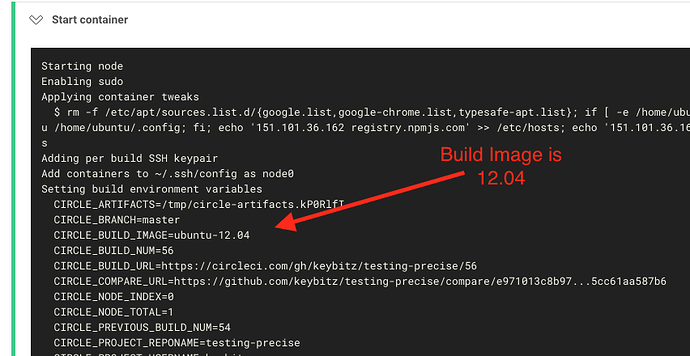 Start container
Starting node
Enabling sudo
Applying container tweaks
$ rm -f /etc/apt/sources.list.d/{google.list,google-chrome.list,typesafe-apt.list}; if [ -e /home/ubu
u /home/ubuntu/.config; fi; echo '151.101.36.162 registry.npmjs.com' >> /etc/hosts; echo '151.101.36.16
s
Adding per build SSH keypair
Add containers to ~/.ssh/config as node0
Setting build environment variables
CIRCLE_ARTIFACTS=/tmp/circle-artifacts.kP0RlfT
CIRCLE_BRANCH=master
CIRCLE_BUILD_IMAGE=ubuntu-12.04
CIRCLE_BUILD_NUM=56
CIRCLE_BUILD_URL=https://circleci.com/gh/keybitz/testing-precise/56
CIRCLE_COMPARE_URL=https://github.com/keybitz/testing-precise/compare/e971013c8b97...5cc61aa587b6
CIRCLE_NODE_INDEX=0
CIRCLE_NODE_TOTAL=1
CIRCLE_PREVIOUS_BUILD_NUM=54
CIRCLE_PROJECT_REPONAME=testing-precise
Build Image is
12.04